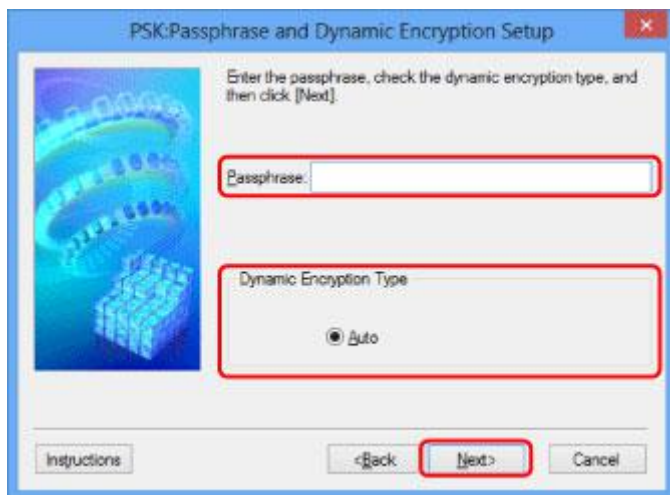 PSK:Passphrase and Dynamic Encryption Setup
Enter the passphrase, check the dynamic encryption type, and
then click [Next].
Passphrase:
Dynamic Encryption Type
Auto
Instructions
<Back
Next>
Cancel